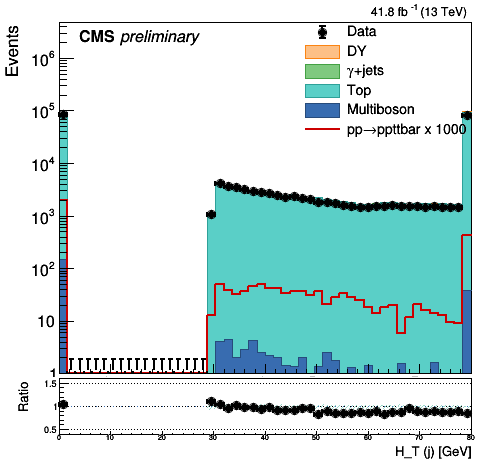 41.8 fb⁻¹ (13 TeV)
CMS preliminary
Events
Data
DY
γ+jets
Top
Multiboson
pp→ppttbar x 1000
10⁶
10⁵
10⁴
10³
10²
10
1
Ratio
1.5
1
0.5
0 10 20 30 40 50 60 70 80
H_T (j) [GeV]